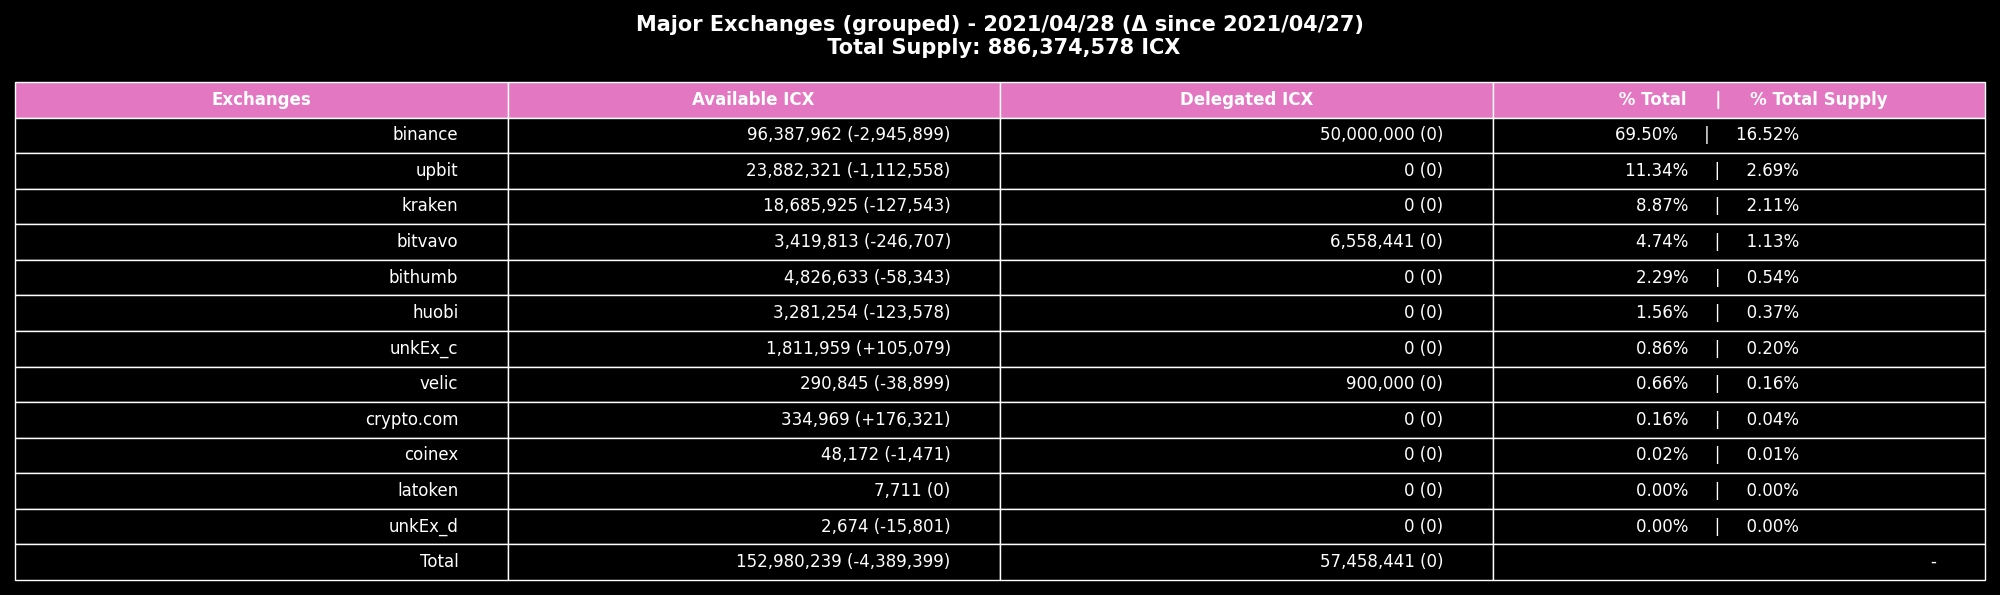 Major Exchanges (grouped) - 2021/04/28 (Δ since 2021/04/27)
Total Supply: 886,374,578 ICX
Exchanges Available ICX Delegated ICX % Total | % Total Supply
binance 96,387,962 (-2,945,899) 50,000,000 (0) 69.50% | 16.52%
upbit 23,882,321 (-1,112,558) 0 (0) 11.34% | 2.69%
kraken 18,685,925 (-127,543) 0 (0) 8.87% | 2.11%
bitvavo 3,419,813 (-246,707) 6,558,441 (0) 4.74% | 1.13%
bithumb 4,826,633 (-58,343) 0 (0) 2.29% | 0.54%
huobi 3,281,254 (-123,578) 0 (0) 1.56% | 0.37%
unkEx_c 1,811,959 (+105,079) 0 (0) 0.86% | 0.20%
velic 290,845 (-38,899) 900,000 (0) 0.66% | 0.16%
crypto.com 334,969 (+176,321) 0 (0) 0.16% | 0.04%
coinex 48,172 (-1,471) 0 (0) 0.02% | 0.01%
latoken 7,711 (0) 0 (0) 0.00% | 0.00%
unkEx_d 2,674 (-15,801) 0 (0) 0.00% | 0.00%
Total 152,980,239 (-4,389,399) 57,458,441 (0) -